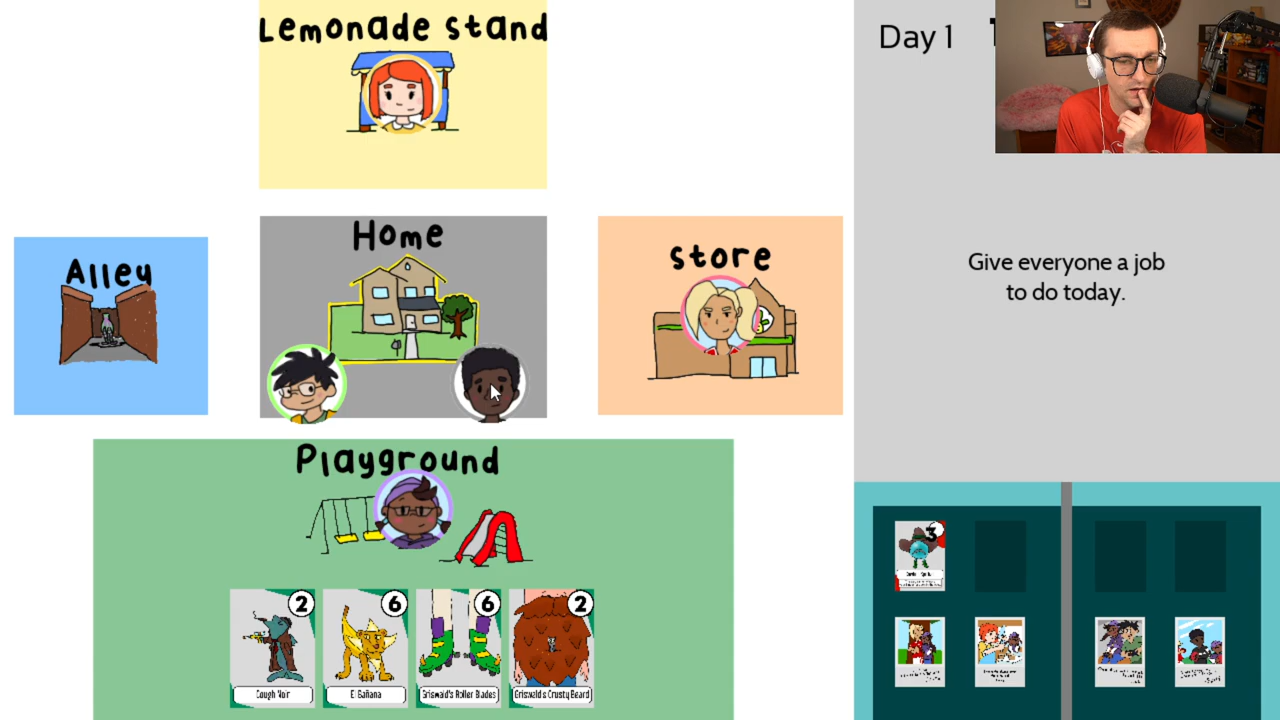 Lemonade stand
Day 1
Alley
Home
store
Give everyone a job
to do today.
Playground
2
6
6
2
3
Cough Noir
El Bañana
Griswald's Roller Blades
Griswald's Crusty Beard